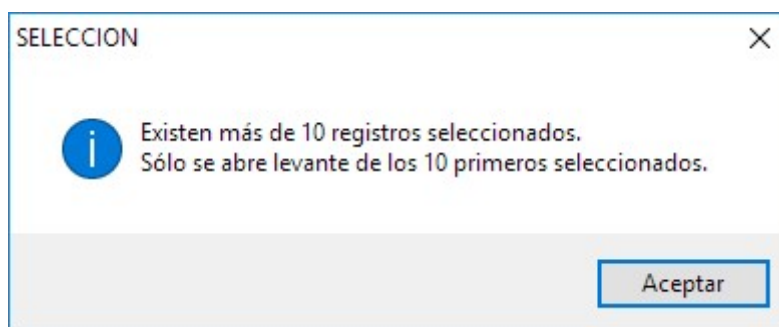 SELECCION
Existen más de 10 registros seleccionados.
Sólo se abre levante de los 10 primeros seleccionados.
Aceptar